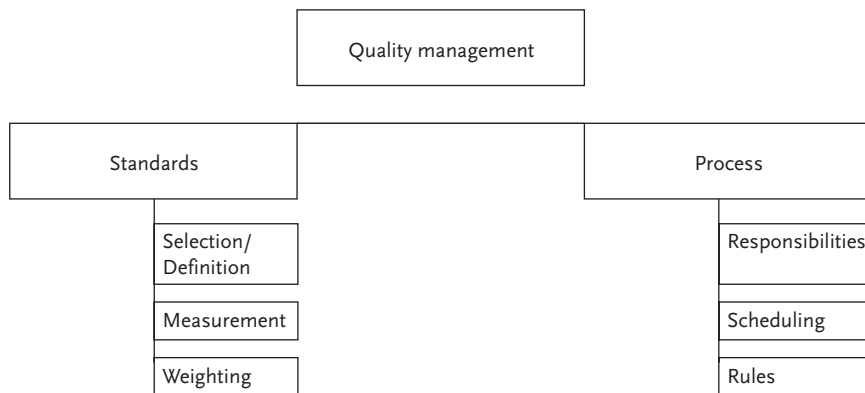 Quality management
Standards
Process
Selection/
Definition
Responsibilities
Measurement
Scheduling
Weighting
Rules